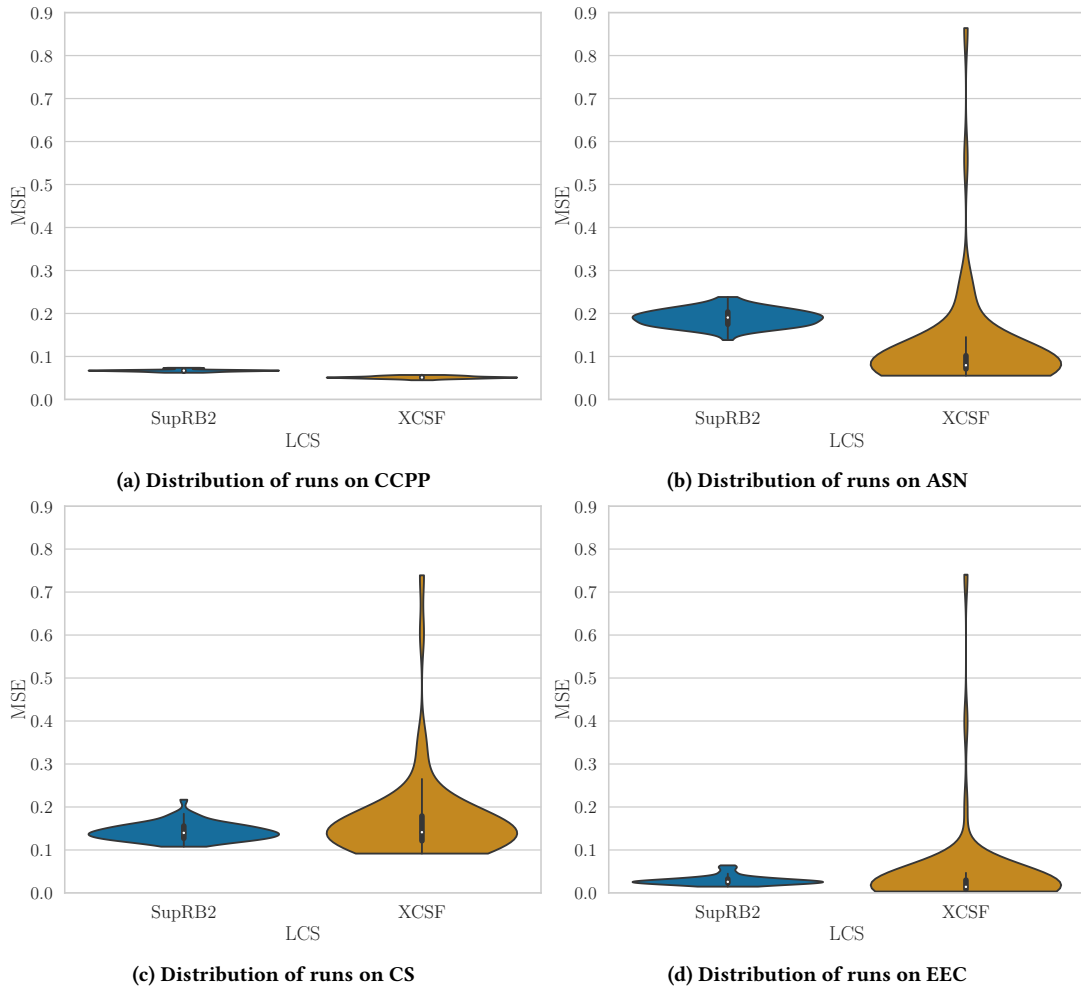 0.9
0.8
0.7
0.6
0.5
0.4
0.3
0.2
0.1
0.0
MSE
SupRB2 XCSF
LCS
(a) Distribution of runs on CCPP
0.9
0.8
0.7
0.6
0.5
0.4
0.3
0.2
0.1
0.0
MSE
SupRB2 XCSF
LCS
(b) Distribution of runs on ASN
0.9
0.8
0.7
0.6
0.5
0.4
0.3
0.2
0.1
0.0
MSE
SupRB2 XCSF
LCS
(c) Distribution of runs on CS
0.9
0.8
0.7
0.6
0.5
0.4
0.3
0.2
0.1
0.0
MSE
SupRB2 XCSF
LCS
(d) Distribution of runs on EEC